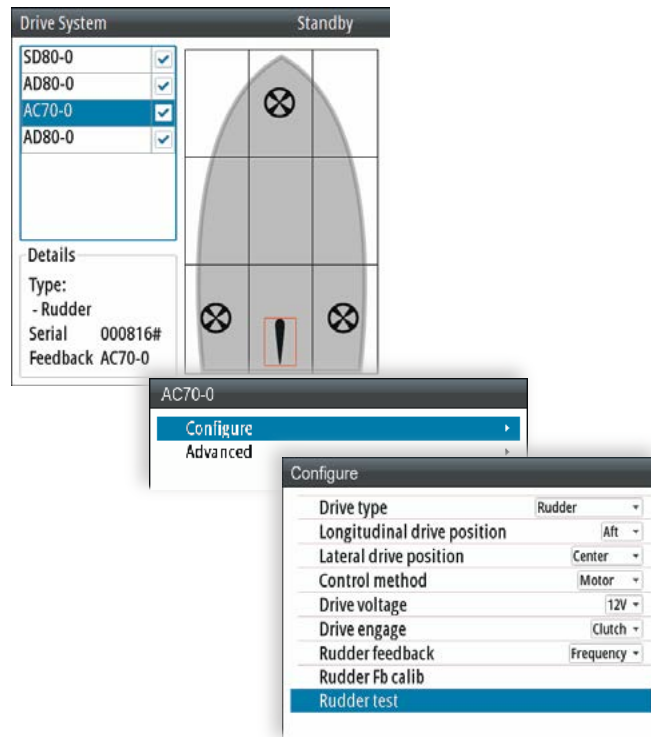 Drive System Standby
SD80-0
AD80-0
AC70-0
AD80-0
Details
Type:
- Rudder
Serial 000816#
Feedback AC70-0
AC70-0
Configure
Advanced
Configure
Drive type Rudder
Longitudinal drive position Aft
Lateral drive position Center
Control method Motor
Drive voltage 12V
Drive engage Clutch
Rudder feedback Frequency
Rudder Fb calib
Rudder test